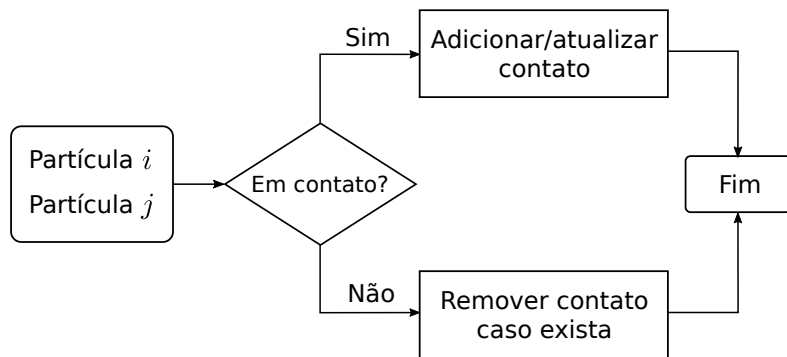 Partícula i
Partícula j
Em contato?
Sim
Adicionar/atualizar
contato
Não
Remover contato
caso exista
Fim